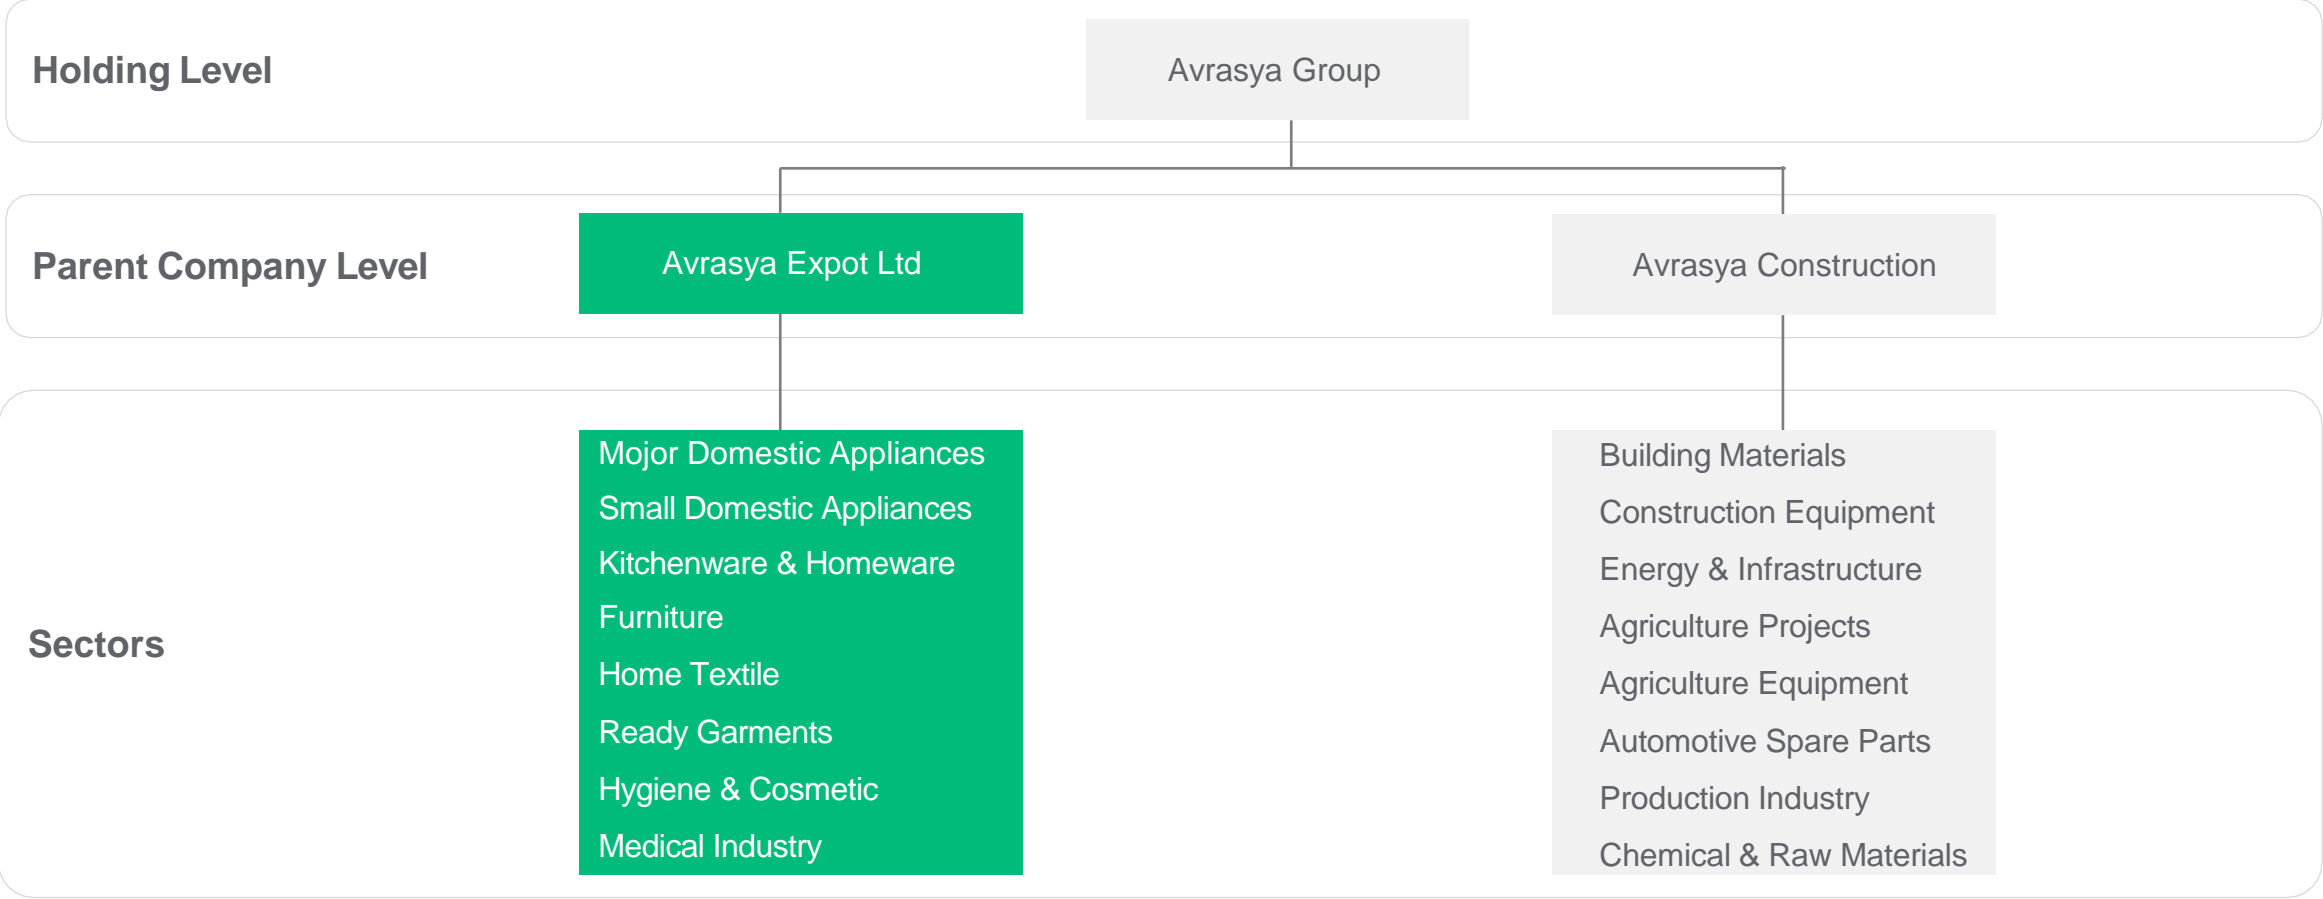 Holding Level
Avrasya Group
Parent Company Level
Avrasya Expot Ltd
Avrasya Construction
Sectors
Mojor Domestic Appliances
Small Domestic Appliances
Kitchenware & Homeware
Furniture
Home Textile
Ready Garments
Hygiene & Cosmetic
Medical Industry
Building Materials
Construction Equipment
Energy & Infrastructure
Agriculture Projects
Agriculture Equipment
Automotive Spare Parts
Production Industry
Chemical & Raw Materials